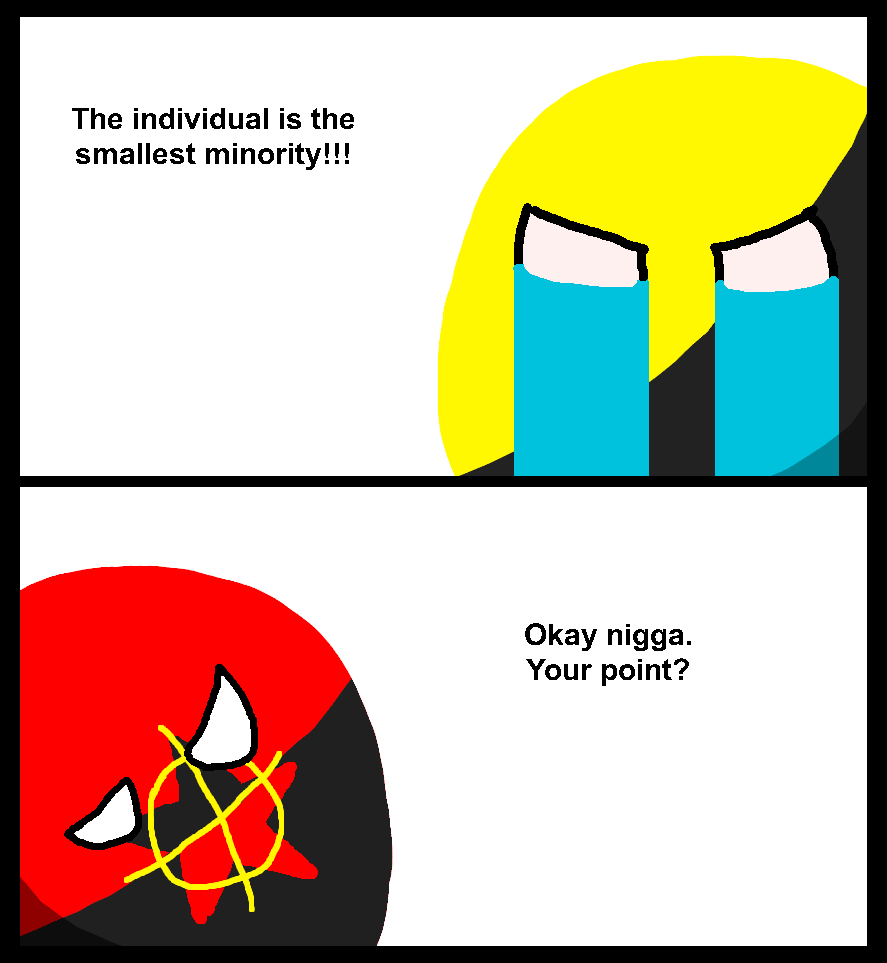 The individual is the
smallest minority!!!
Okay nigga.
Your point?